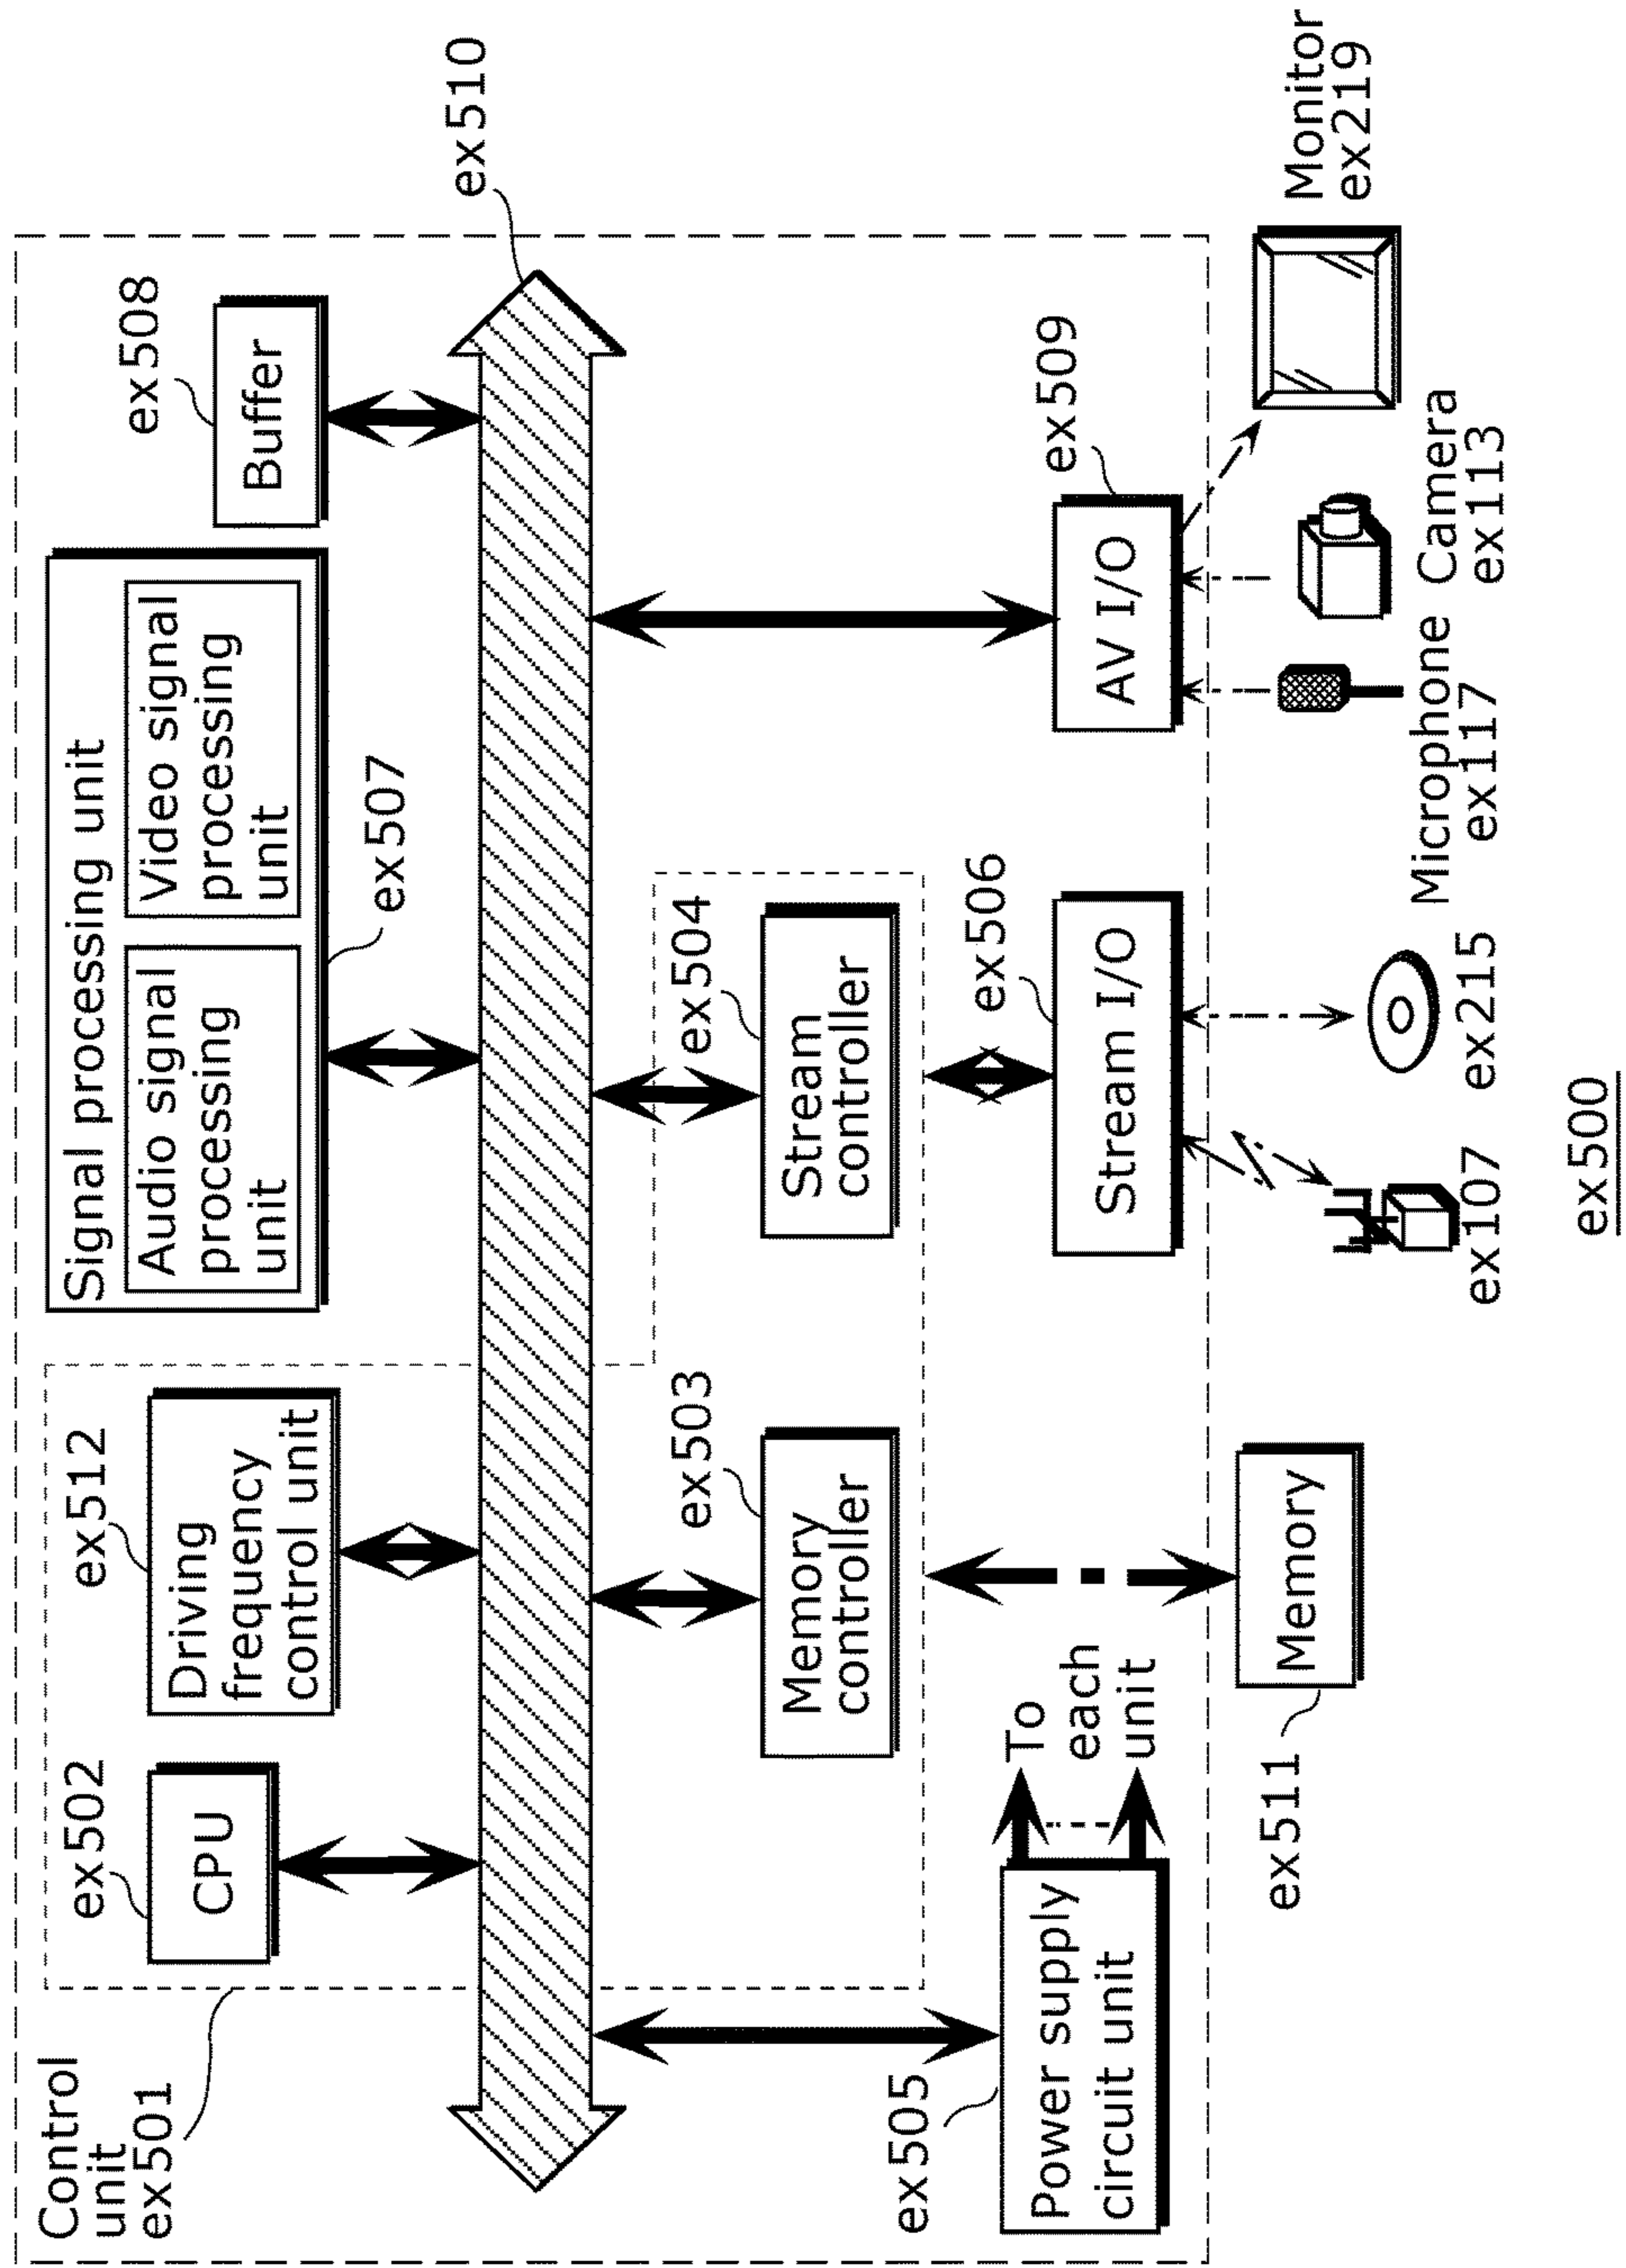 Control
unit
ex501
ex502
CPU
ex512
Driving
frequency
control unit
Signal processing unit
Audio signal
processing
unit
Video signal
processing
unit
ex507
ex508
Buffer
ex510
ex503
Memory
controller
ex504
Stream
controller
ex505
Power supply
circuit unit
To
each
unit
ex506
Stream I/O
ex509
AV I/O
ex511
Memory
ex107
ex215
Microphone
ex117
Camera
ex113
Monitor
ex219
ex500